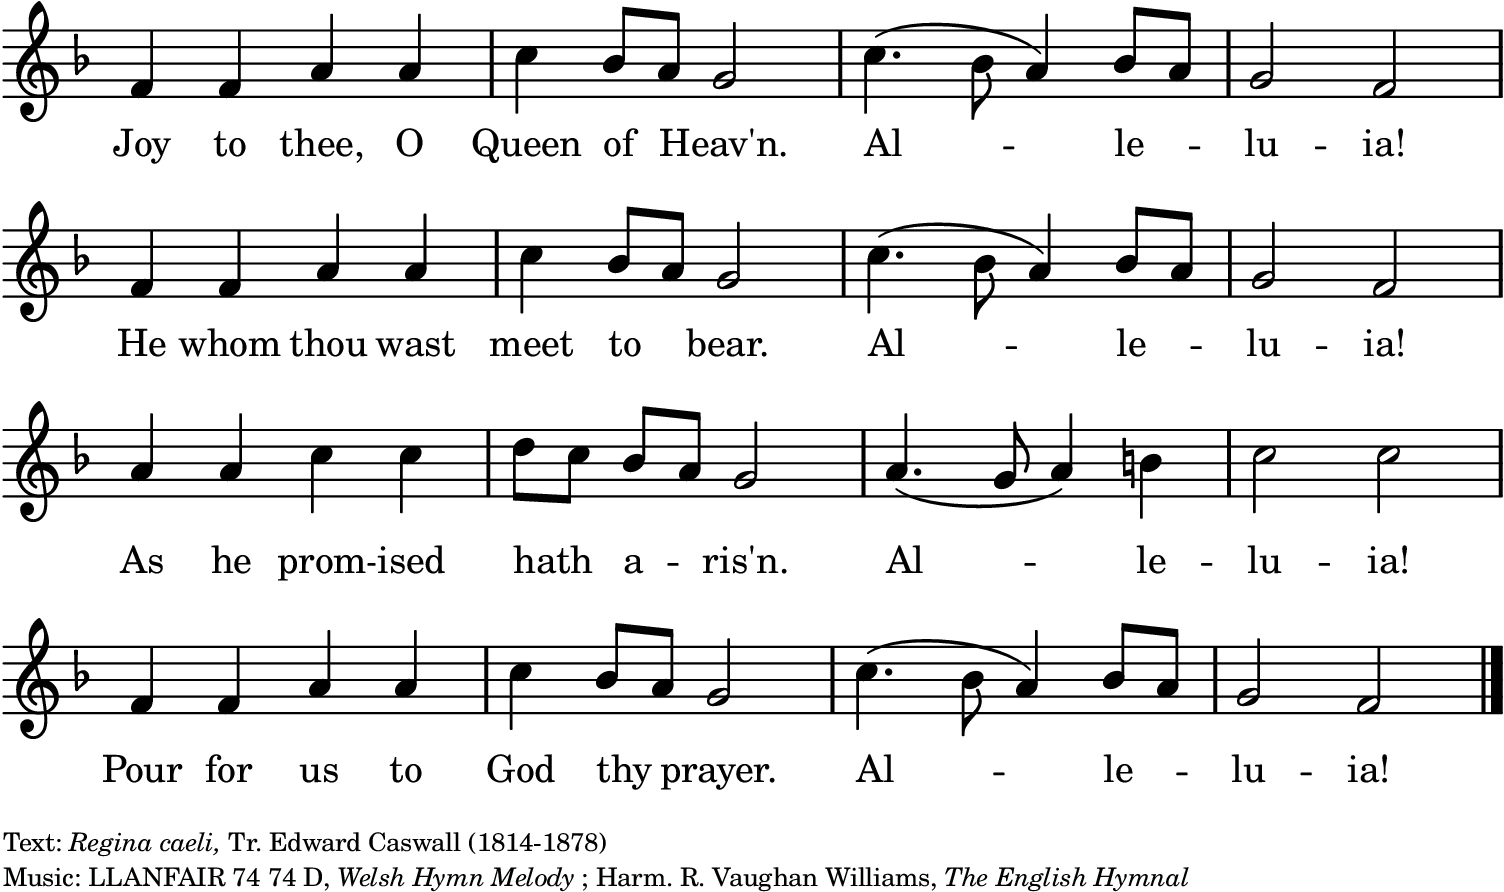 Joy to thee, O Queen of Heav'n. Al - le - lu - ia!
He whom thou wast meet to bear. Al - le - lu - ia!
As he prom-ised hath a - ris'n. Al - le - lu - ia!
Pour for us to God thy prayer. Al - le - lu - ia!
Text: Regina caeli, Tr. Edward Caswall (1814-1878)
Music: LLANFAIR 74 74 D, Welsh Hymn Melody ; Harm. R. Vaughan Williams, The English Hymnal